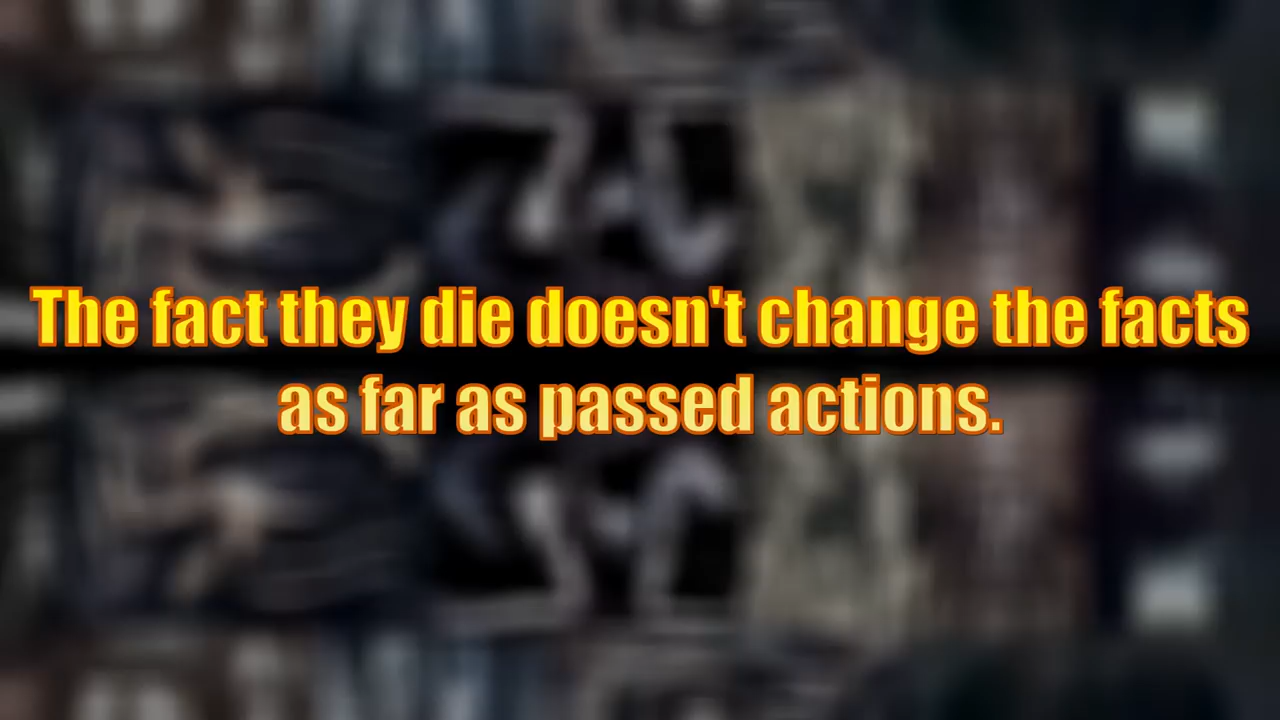 The fact they die doesn't change the facts
as far as passed actions.